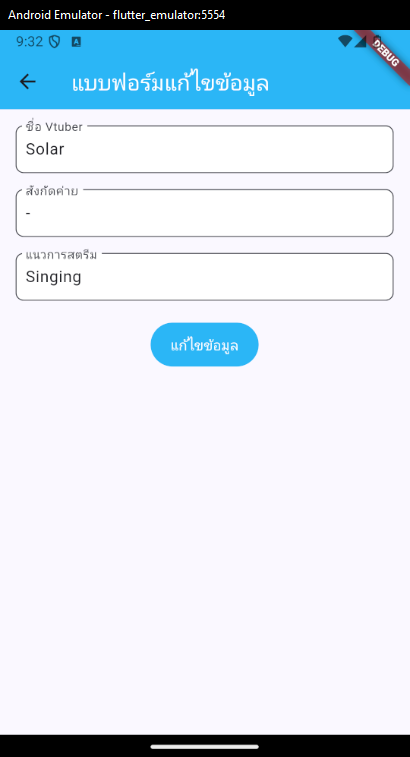 Android Emulator - flutter_emulator:5554
9:32
DEBUG
แบบฟอร์มแก้ไขข้อมูล
ชื่อ Vtuber
Solar
สังกัดค่าย
-
แนวการสตรีม
Singing
แก้ไขข้อมูล